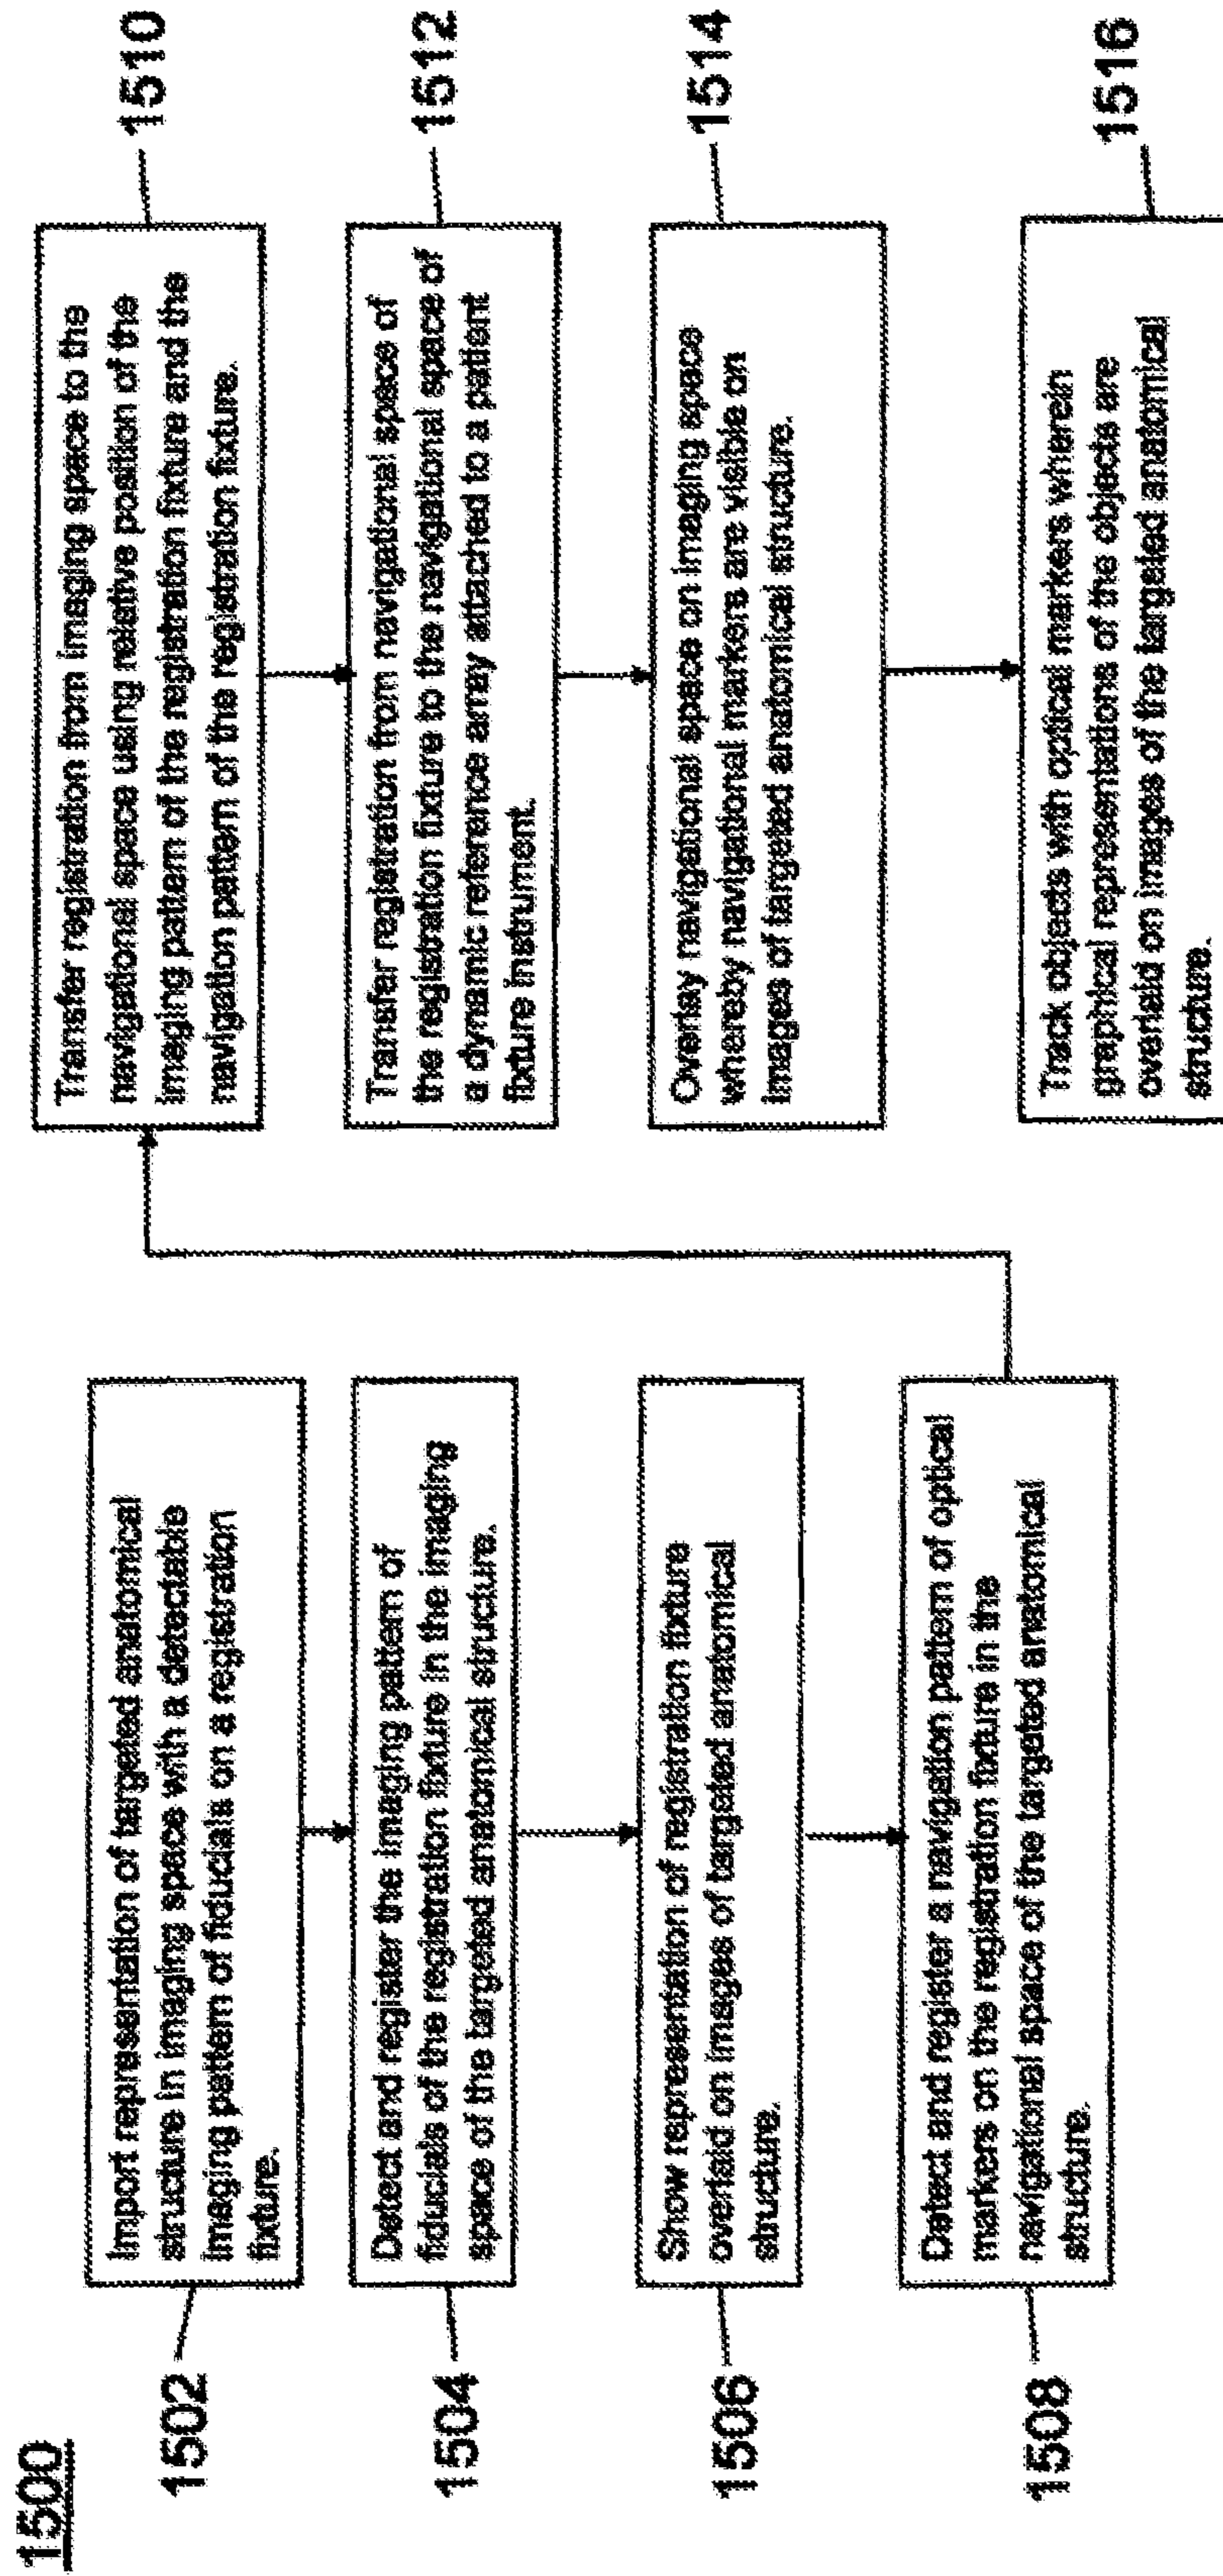 1500
1502
Import representation of targeted anatomical
structure in imaging space with a detectable
imaging pattern of fiducials on a registration
fixture.
1504
Detect and register the imaging pattern of
fiducials of the registration fixture in the imaging
space of the targeted anatomical structure.
1506
Show representation of registration fixture
overlaid on images of targeted anatomical
structure.
1508
Detect and register a navigation pattern of optical
markers on the registration fixture in the
navigational space of the targeted anatomical
structure.
1510
Transfer registration from imaging space to the
navigational space using relative position of the
imaging pattern of the registration fixture and the
navigation pattern of the registration fixture.
1512
Transfer registration from navigational space of
the registration fixture to the navigational space of
a dynamic reference array attached to a patient
fixture instrument.
1514
Overlay navigational space on imaging space
whereby navigational markers are visible on
images of targeted anatomical structure.
1516
Track objects with optical markers wherein
graphical representations of the objects are
overlaid on images of the targeted anatomical
structure.